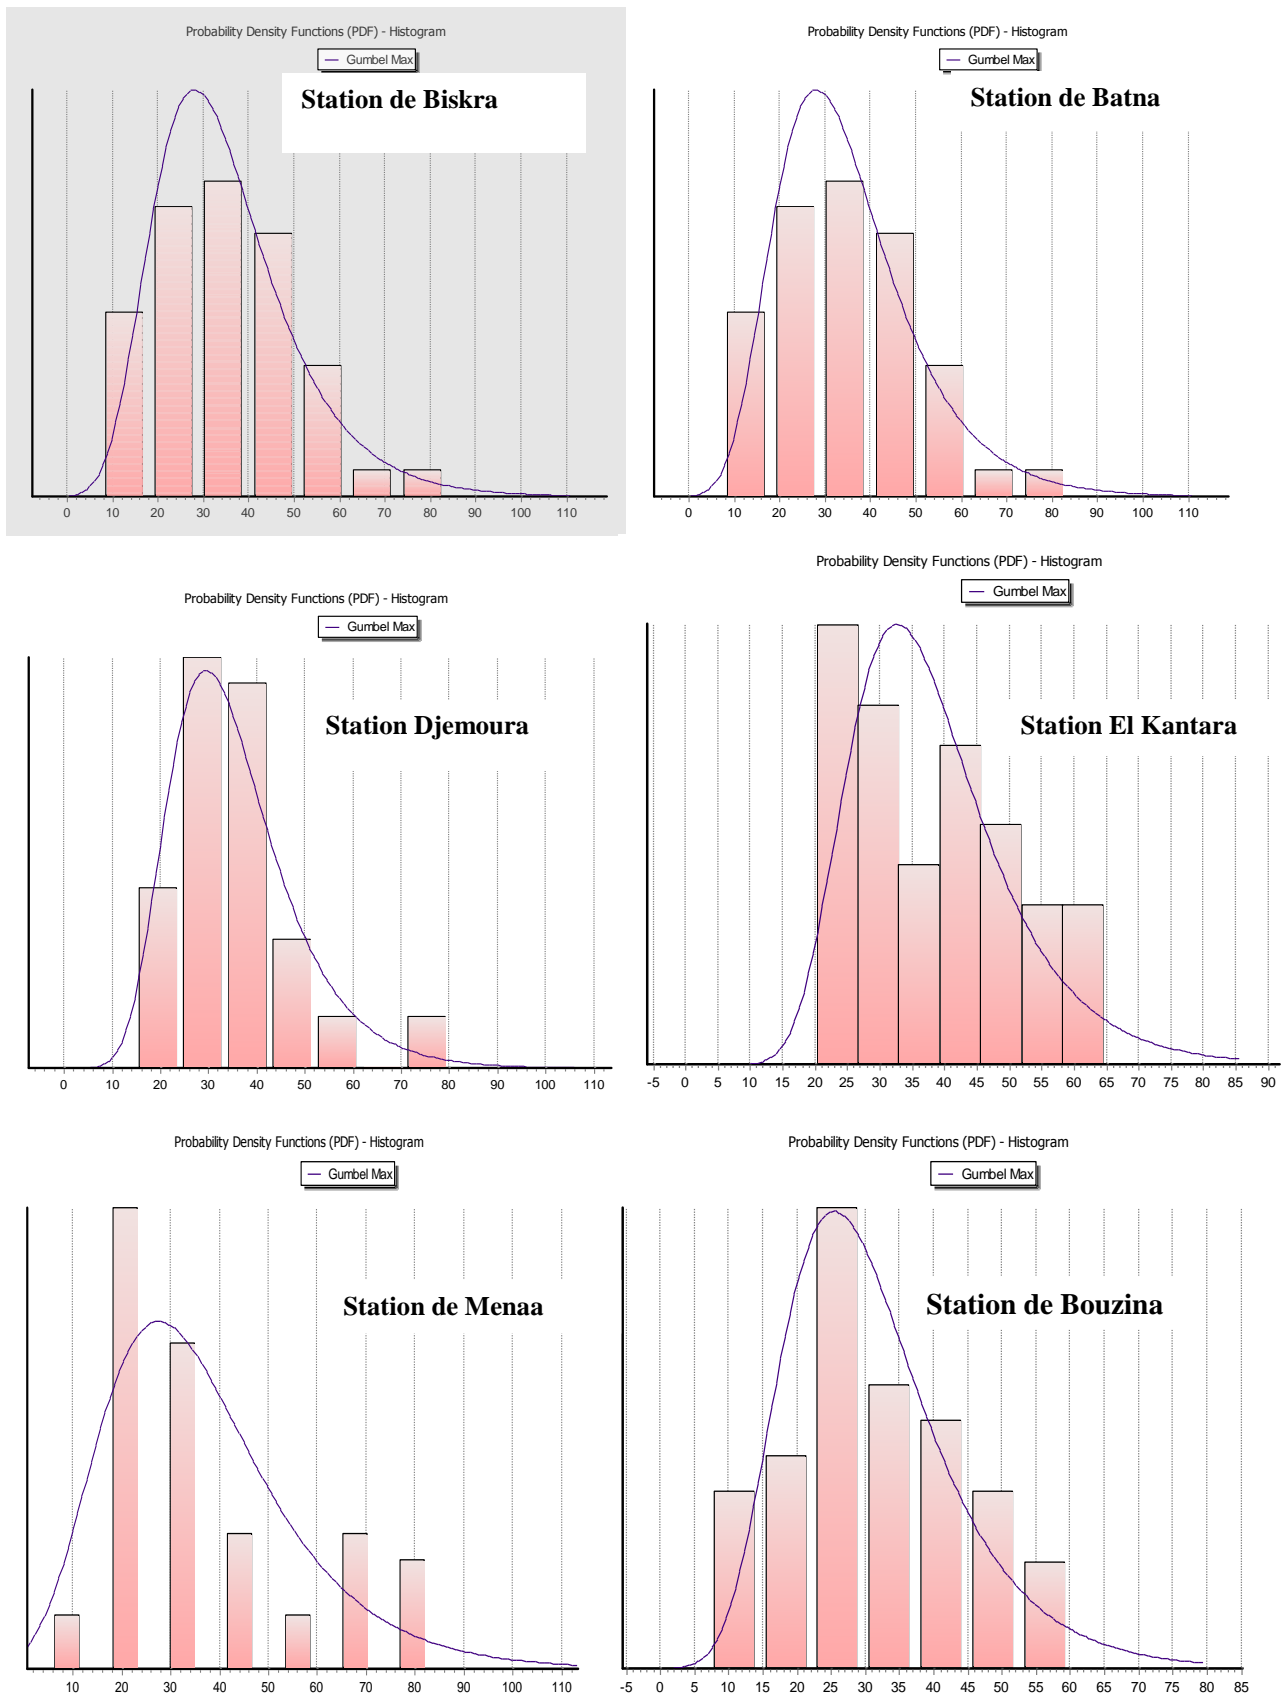 Probability Density Functions (PDF) - Histogram
Gumbel Max
Station de Biskra
0 10 20 30 40 50 60 70 80 90 100 110
Probability Density Functions (PDF) - Histogram
Gumbel Max
Station de Batna
0 10 20 30 40 50 60 70 80 90 100 110
Probability Density Functions (PDF) - Histogram
Gumbel Max
Station Djemoura
0 10 20 30 40 50 60 70 80 90 100 110
Probability Density Functions (PDF) - Histogram
Gumbel Max
Station El Kantara
-5 0 5 10 15 20 25 30 35 40 45 50 55 60 65 70 75 80 85 90
Probability Density Functions (PDF) - Histogram
Gumbel Max
Station de Menaa
10 20 30 40 50 60 70 80 90 100 110
Probability Density Functions (PDF) - Histogram
Gumbel Max
Station de Bouzina
-5 0 5 10 15 20 25 30 35 40 45 50 55 60 65 70 75 80 85